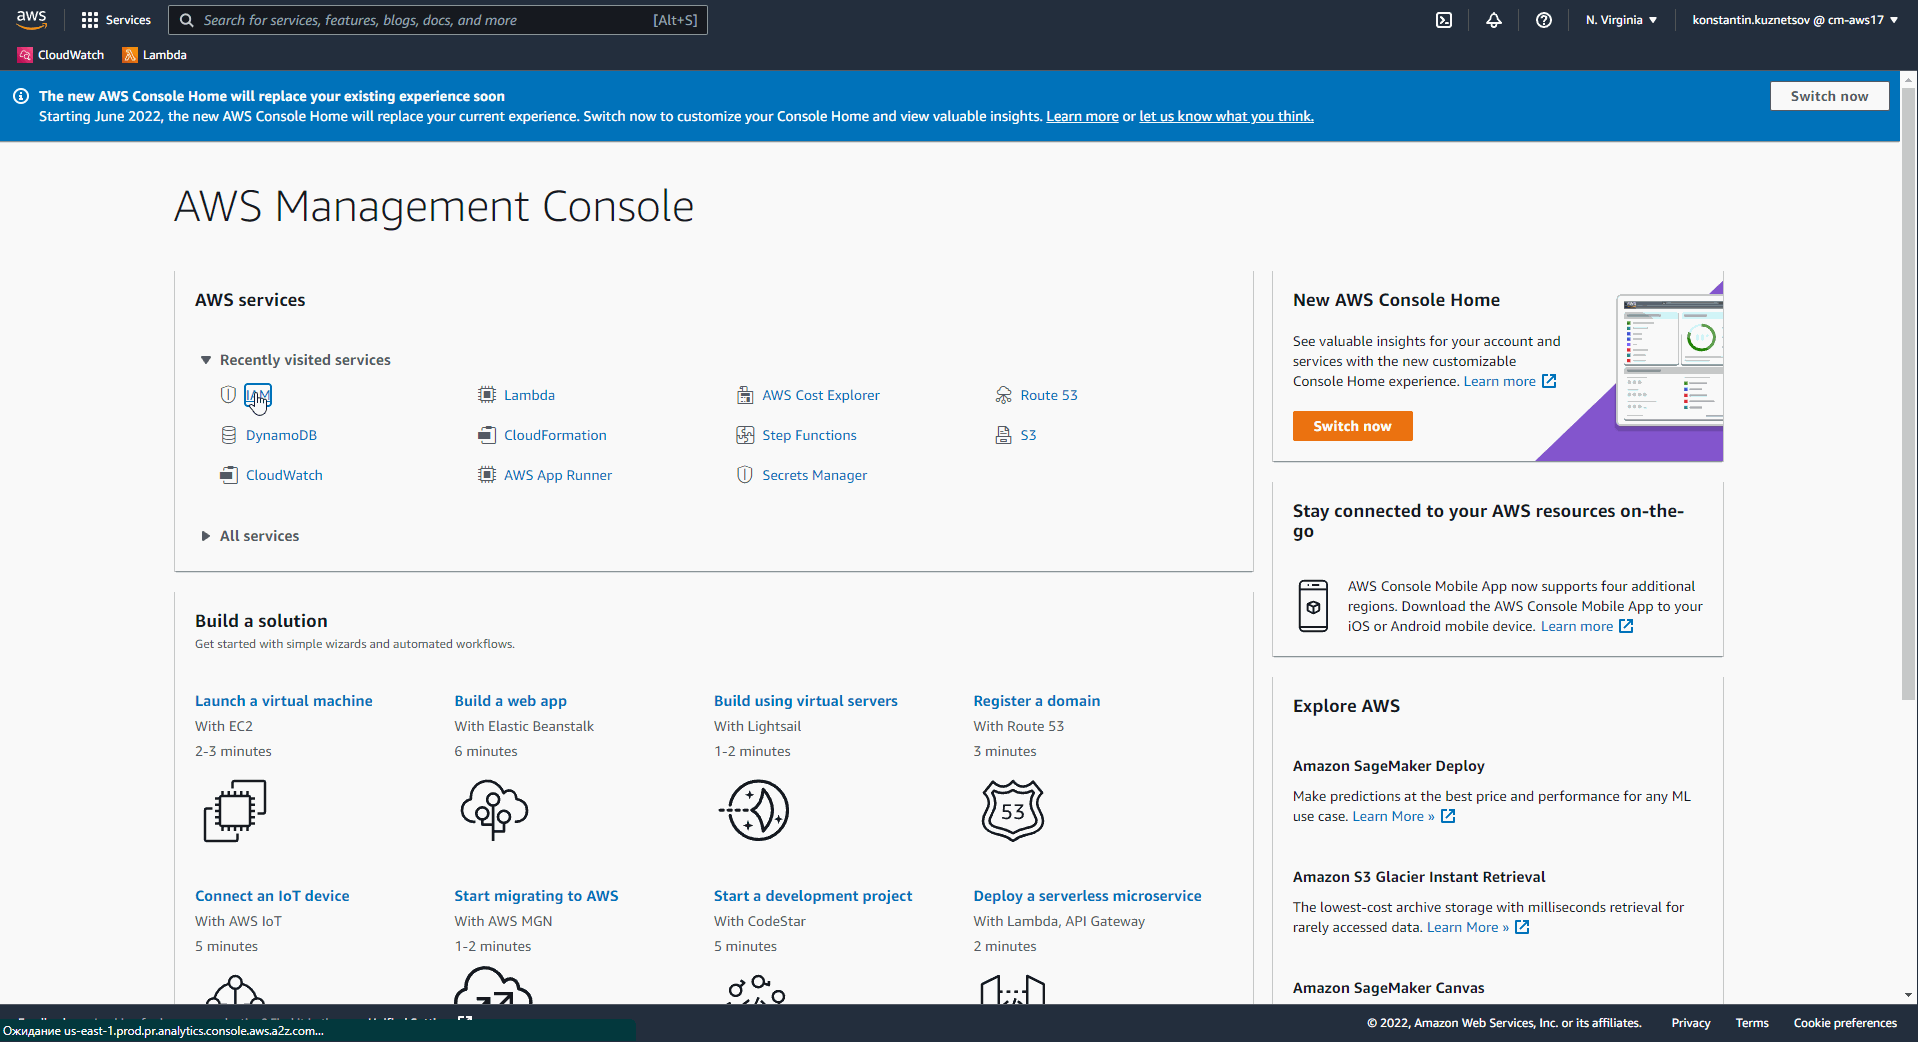 aws
Services
Search for services, features, blogs, docs, and more
[Alt+S]
N. Virginia
konstantin.kuznetsov @ cm-aws17
CloudWatch
Lambda
The new AWS Console Home will replace your existing experience soon
Starting June 2022, the new AWS Console Home will replace your current experience. Switch now to customize your Console Home and view valuable insights. Learn more or let us know what you think.
Switch now
AWS Management Console
AWS services
Recently visited services
IAM
Lambda
AWS Cost Explorer
Route 53
DynamoDB
CloudFormation
Step Functions
S3
CloudWatch
AWS App Runner
Secrets Manager
All services
New AWS Console Home
See valuable insights for your account and
services with the new customizable
Console Home experience. Learn more
Switch now
Stay connected to your AWS resources on-the-
go
AWS Console Mobile App now supports four additional
regions. Download the AWS Console Mobile App to your
iOS or Android mobile device. Learn more
Build a solution
Get started with simple wizards and automated workflows.
Launch a virtual machine
With EC2
2-3 minutes
Build a web app
With Elastic Beanstalk
6 minutes
Build using virtual servers
With Lightsail
1-2 minutes
Register a domain
With Route 53
3 minutes
53
Connect an IoT device
With AWS IoT
5 minutes
Start migrating to AWS
With AWS MGN
1-2 minutes
Start a development project
With CodeStar
5 minutes
Deploy a serverless microservice
With Lambda, API Gateway
2 minutes
Explore AWS
Amazon SageMaker Deploy
Make predictions at the best price and performance for any ML
use case. Learn More »
Amazon S3 Glacier Instant Retrieval
The lowest-cost archive storage with milliseconds retrieval for
rarely accessed data. Learn More »
Amazon SageMaker Canvas
Ожидание us-east-1.prod.pr.analytics.console.aws.a2z.com...
© 2022, Amazon Web Services, Inc. or its affiliates.
Privacy
Terms
Cookie preferences